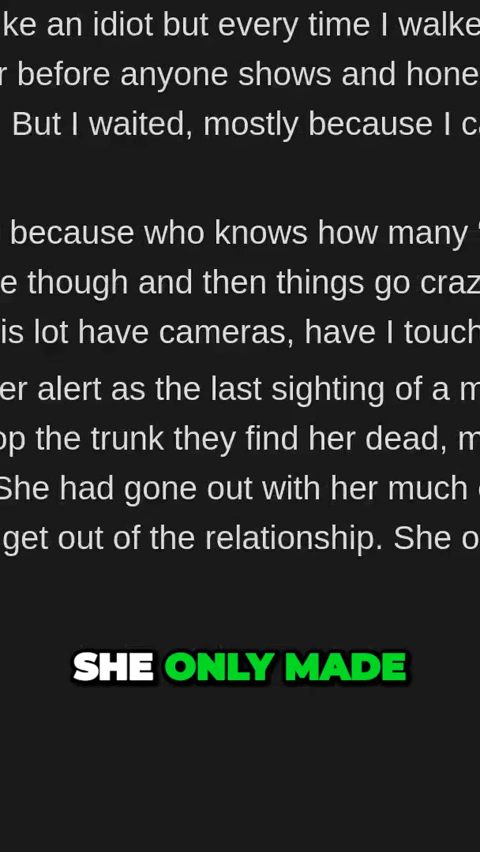 ke an idiot but every time I walke
r before anyone shows and hone
But I waited, mostly because I ca
because who knows how many “
e though and then things go craz
is lot have cameras, have I touch
er alert as the last sighting of a m
op the trunk they find her dead, m
She had gone out with her much
get out of the relationship. She o
SHE ONLY MADE